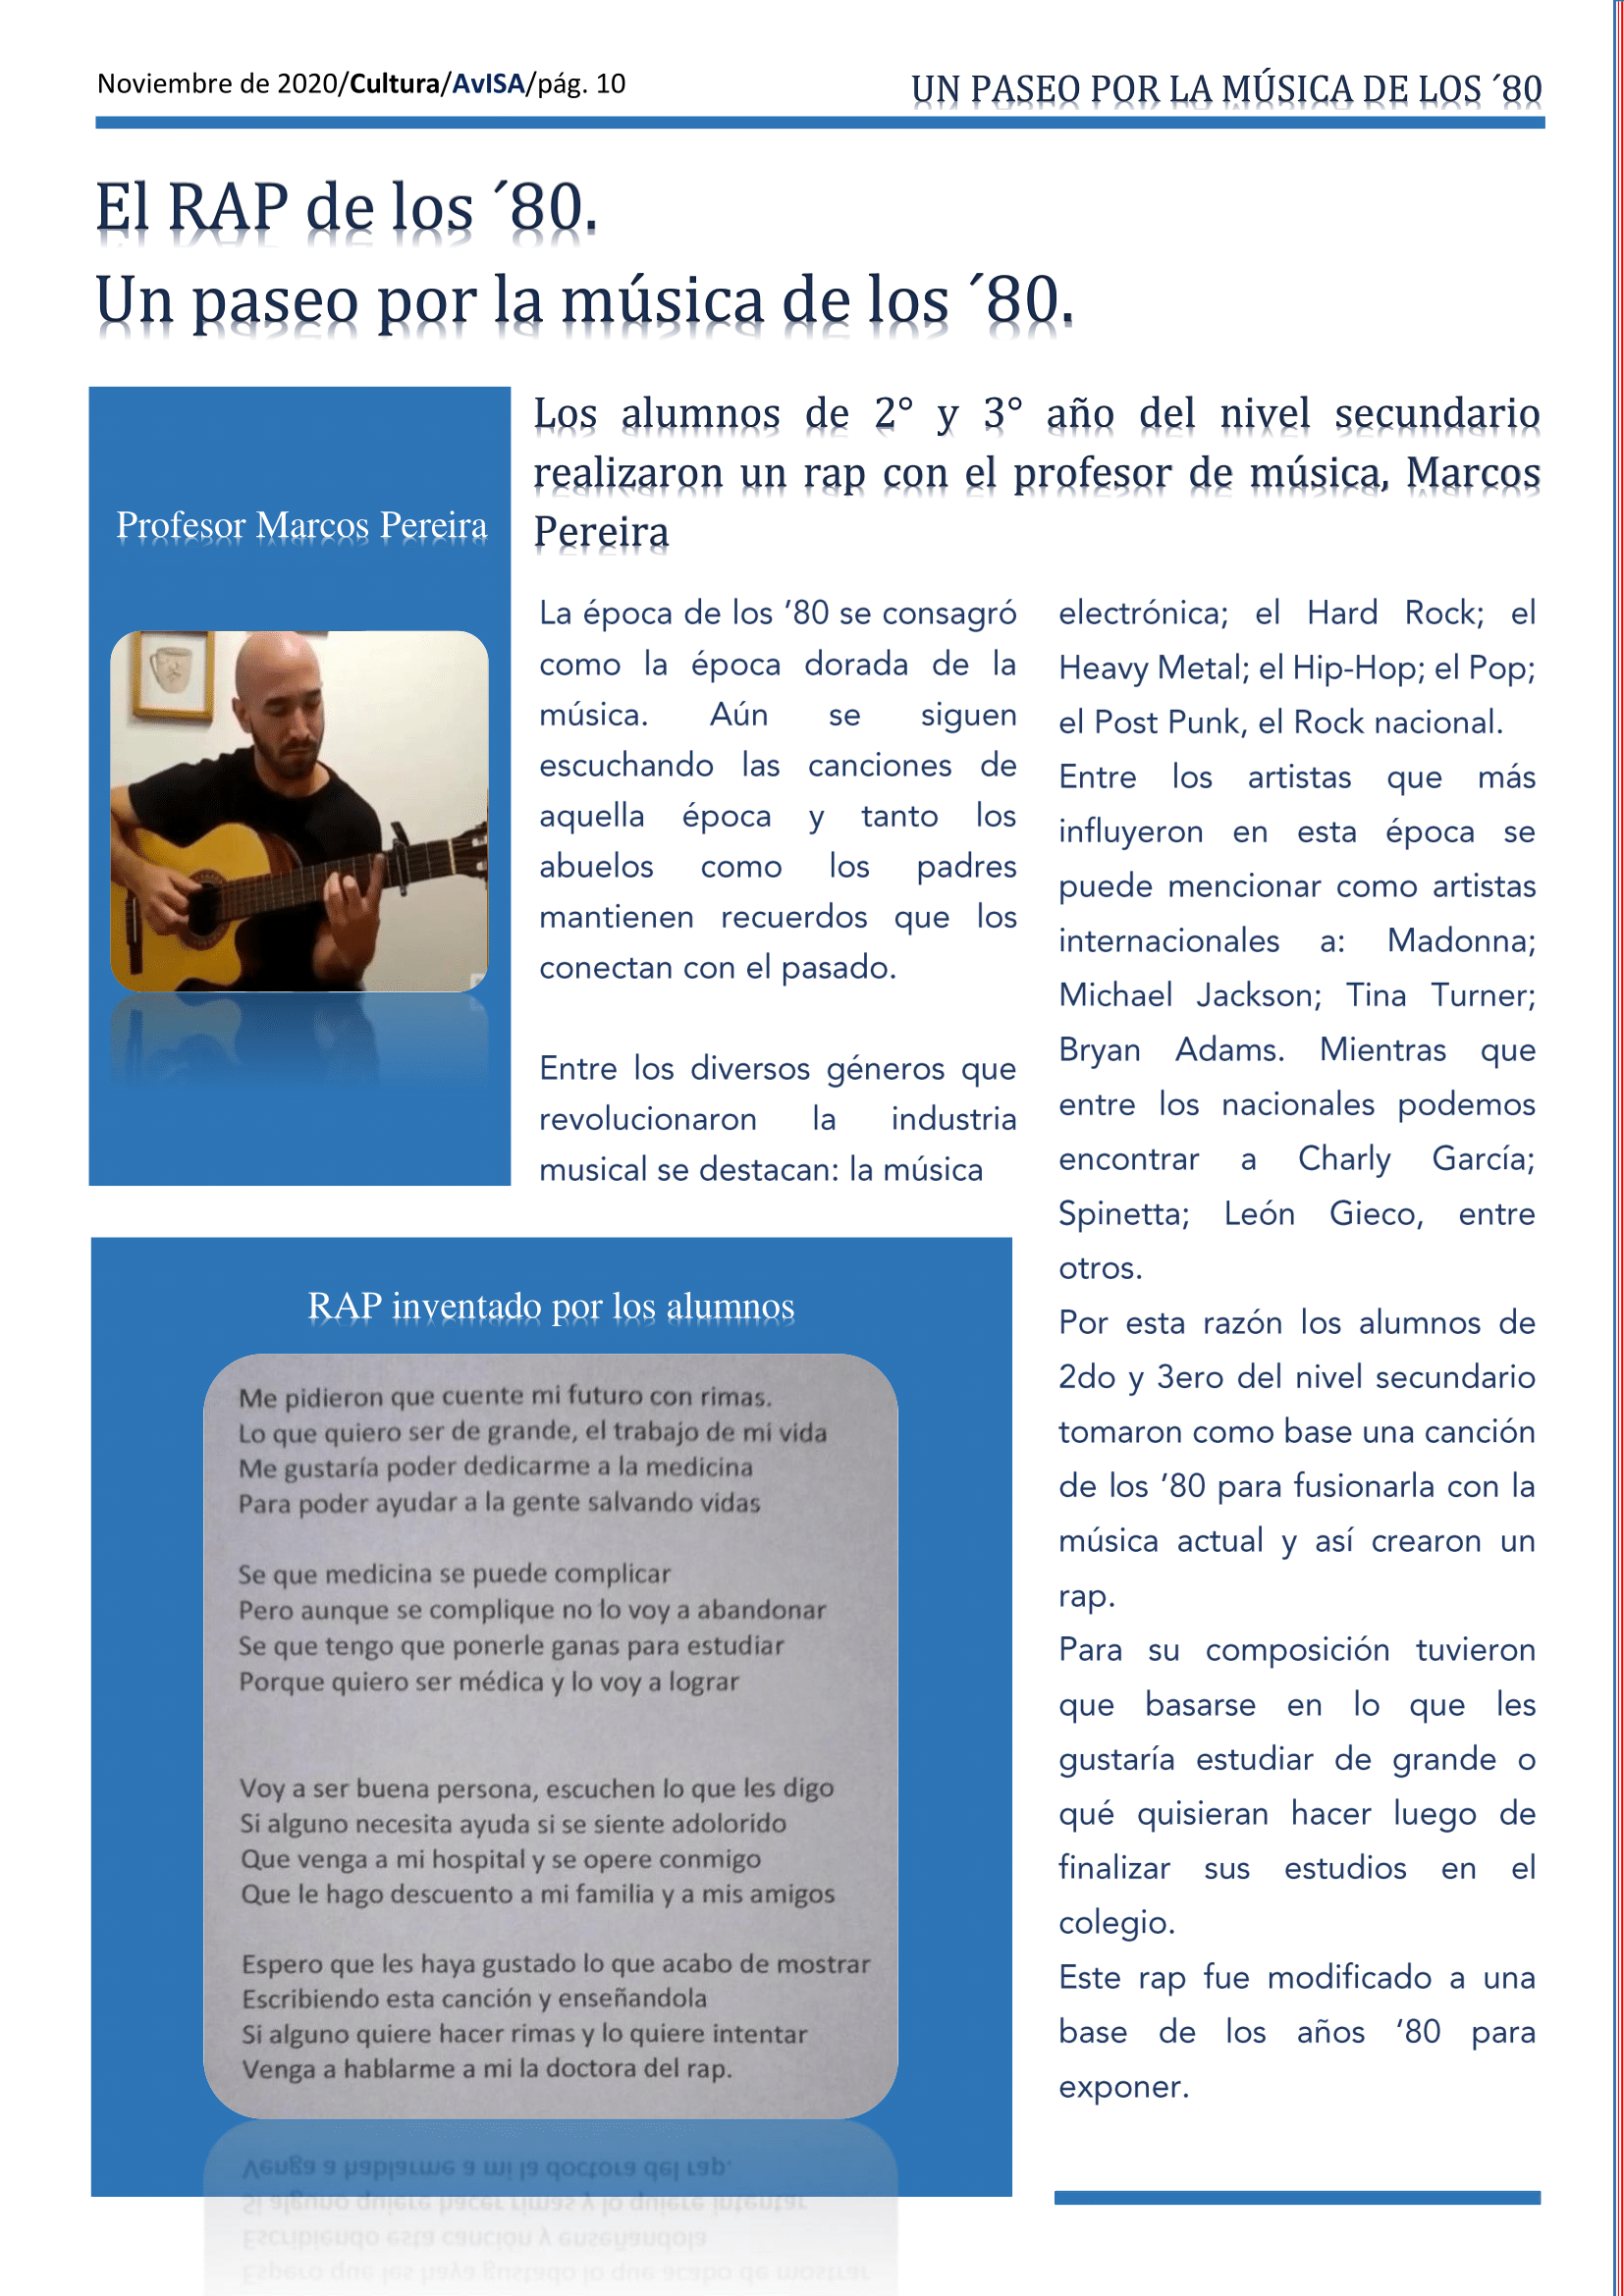 Noviembre de 2020/Cultura/AvISA/pág. 10
UN PASEO POR LA MÚSICA DE LOS ´80
El RAP de los ´80.
Un paseo por la música de los ´80.
Profesor Marcos Pereira
Los alumnos de 2° y 3° año del nivel secundario
realizaron un rap con el profesor de música, Marcos
Pereira
La época de los ’80 se consagró
como la época dorada de la
música. Aún se siguen
escuchando las canciones de
aquella época y tanto los
abuelos como los padres
mantienen recuerdos que los
conectan con el pasado.
Entre los diversos géneros que
revolucionaron la industria
musical se destacan: la música
electrónica; el Hard Rock; el
Heavy Metal; el Hip-Hop; el Pop;
el Post Punk, el Rock nacional.
Entre los artistas que más
influyeron en esta época se
puede mencionar como artistas
internacionales a: Madonna;
Michael Jackson; Tina Turner;
Bryan Adams. Mientras que
entre los nacionales podemos
encontrar a Charly García;
Spinetta; León Gieco, entre
otros.
Por esta razón los alumnos de
2do y 3ero del nivel secundario
tomaron como base una canción
de los ’80 para fusionarla con la
música actual y así crearon un
rap.
Para su composición tuvieron
que basarse en lo que les
gustaría estudiar de grande o
qué quisieran hacer luego de
finalizar sus estudios en el
colegio.
Este rap fue modificado a una
base de los años ‘80 para
exponer.
RAP inventado por los alumnos
Me pidieron que cuente mi futuro con rimas.
Lo que quiero ser de grande, el trabajo de mi vida
Me gustaría poder dedicarme a la medicina
Para poder ayudar a la gente salvando vidas
Se que medicina se puede complicar
Pero aunque se complique no lo voy a abandonar
Se que tengo que ponerle ganas para estudiar
Porque quiero ser médica y lo voy a lograr
Voy a ser buena persona, escuchen lo que les digo
Si alguno necesita ayuda si se siente adolorido
Que venga a mi hospital y se opere conmigo
Que le hago descuento a mi familia y a mis amigos
Espero que les haya gustado lo que acabo de mostrar
Escribiendo esta canción y enseñandola
Si alguno quiere hacer rimas y lo quiere intentar
Venga a hablarme a mi la doctora del rap.